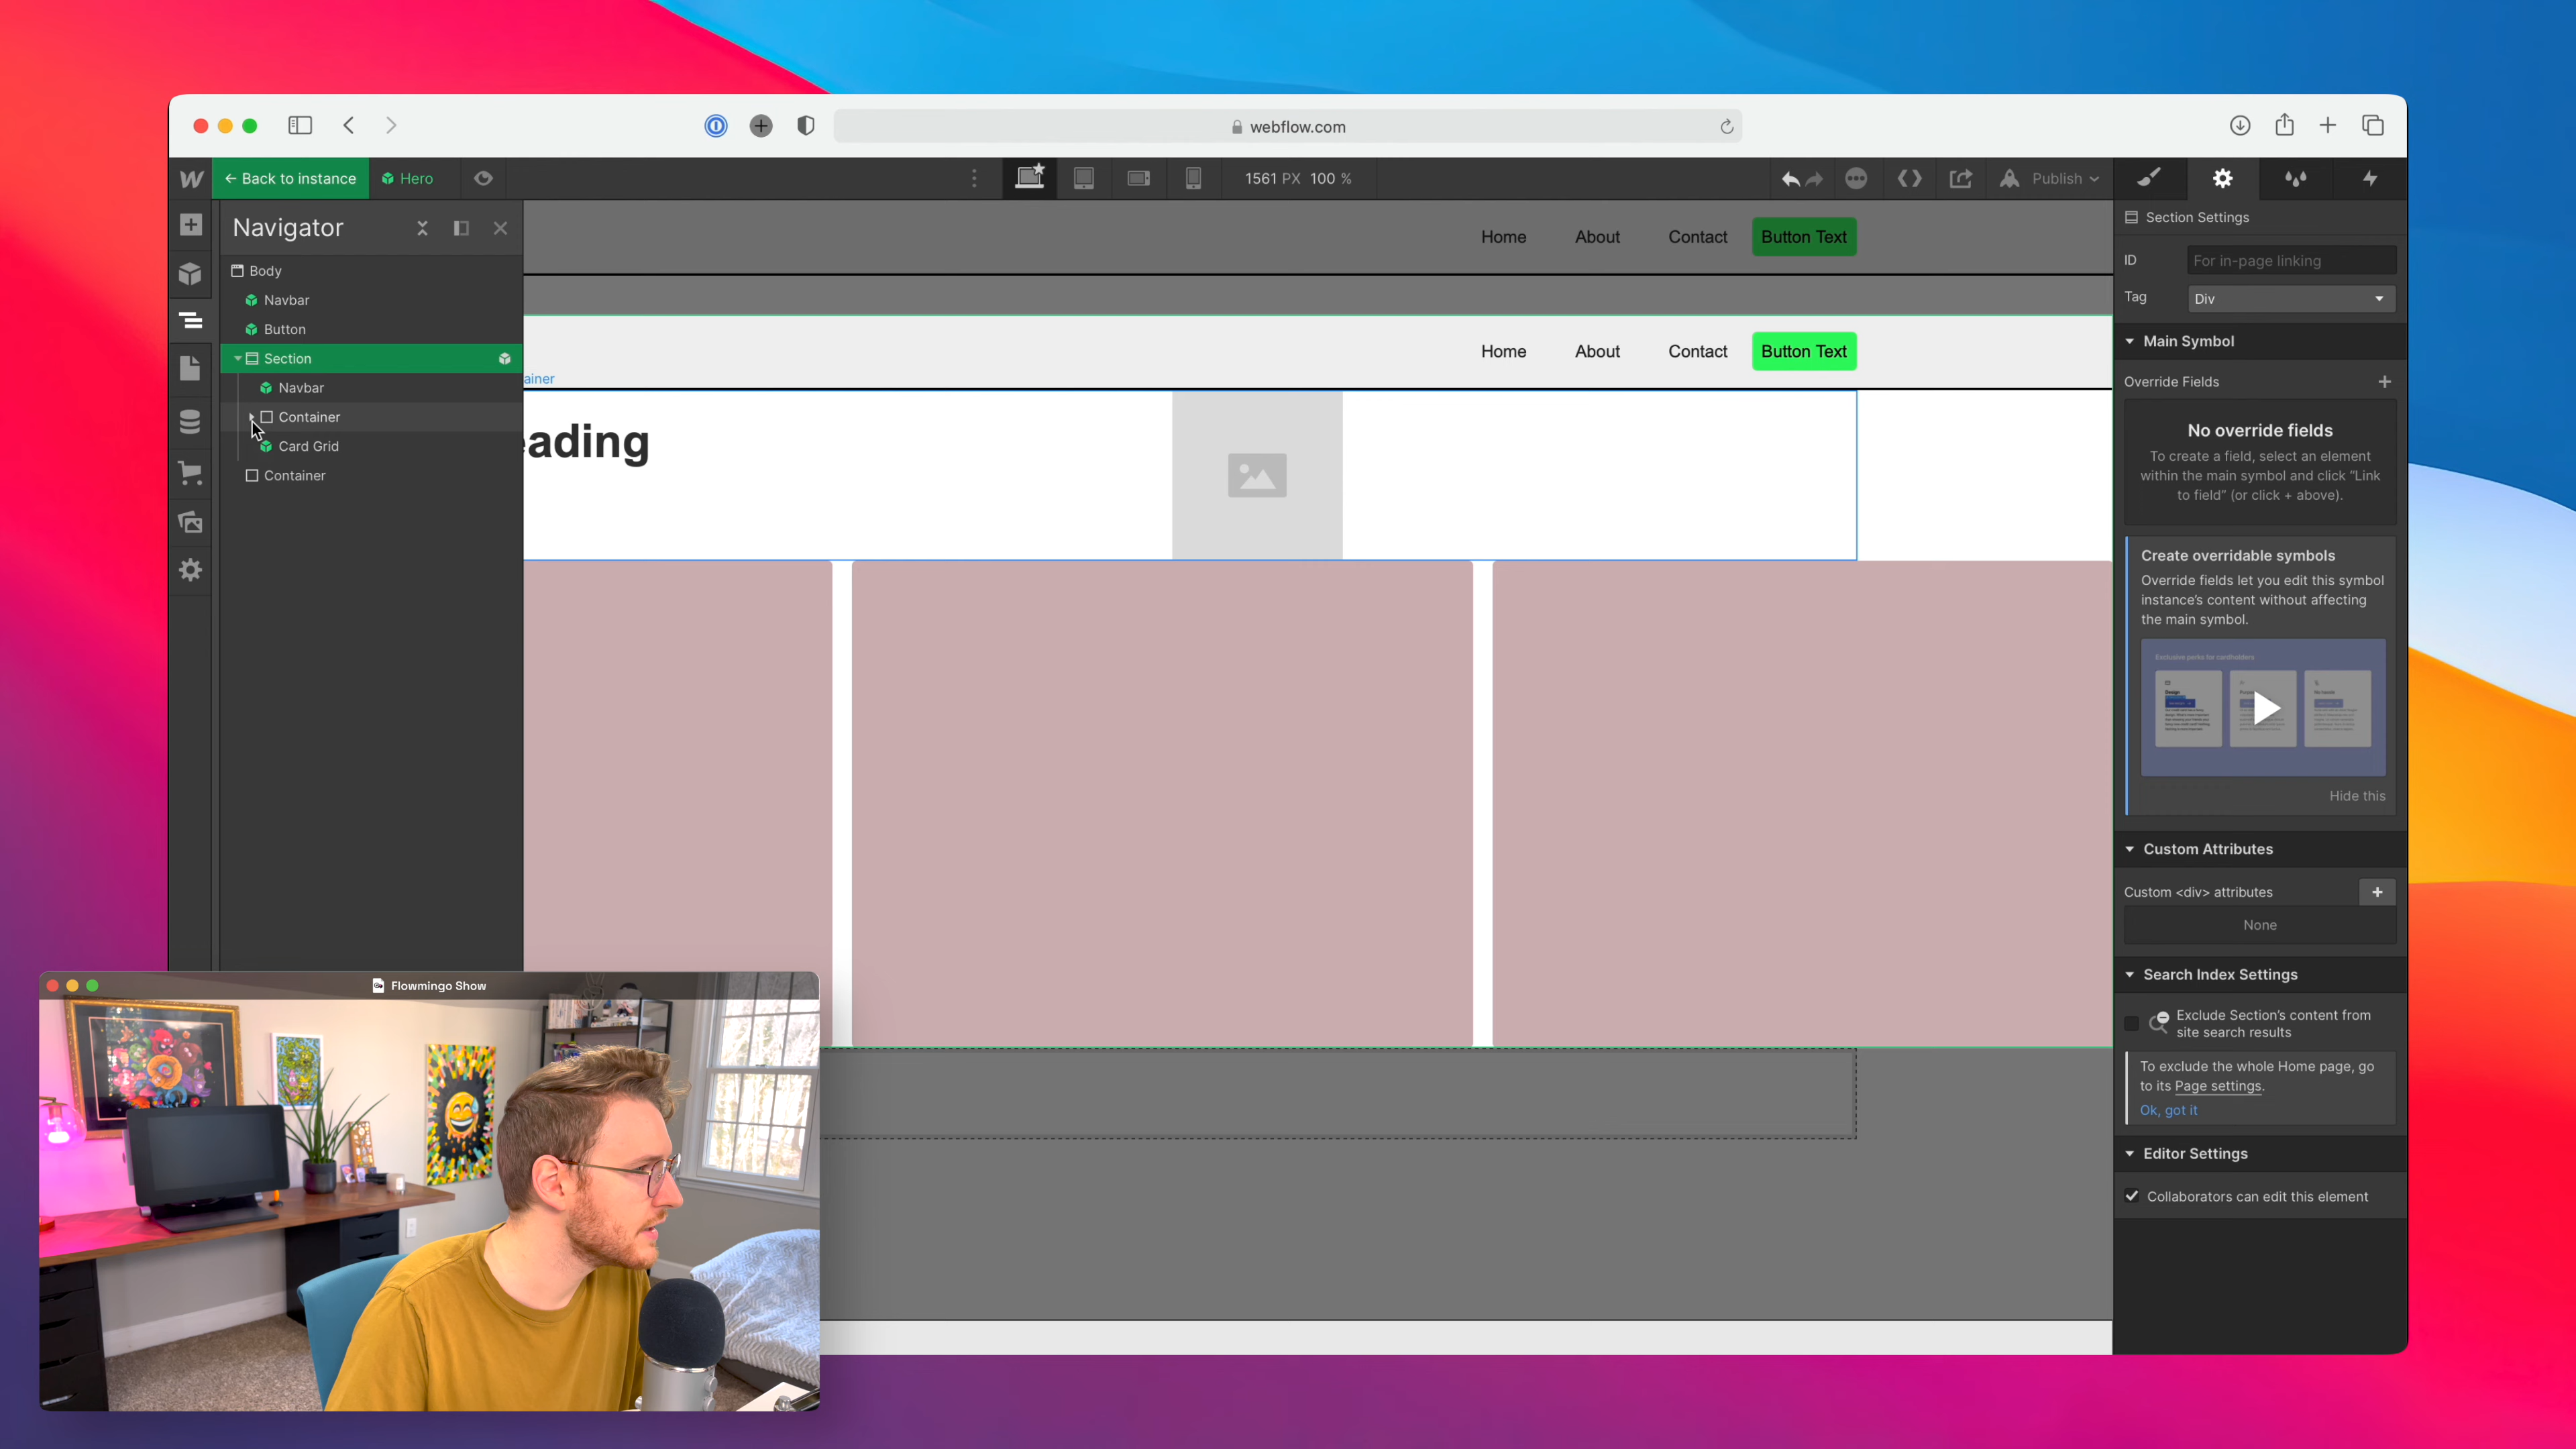 webflow.com
← Back to instance
Hero
1561 PX 100 %
Publish
Navigator
Body
Navbar
Button
Section
Navbar
Container
Card Grid
Container
Home
About
Contact
Button Text
Home
About
Contact
Button Text
ainer
eading
Section Settings
ID
For in-page linking
Tag
Div
Main Symbol
Override Fields
No override fields
To create a field, select an element
within the main symbol and click "Link
to field" (or click + above).
Create overridable symbols
Override fields let you edit this symbol
instance's content without affecting
the main symbol.
Exclusive perks for cardholders
Design
Hide this
Custom Attributes
Custom <div> attributes
None
Search Index Settings
Exclude Section's content from
site search results
To exclude the whole Home page, go
to its Page settings.
Ok, got it
Editor Settings
Collaborators can edit this element
Flowmingo Show